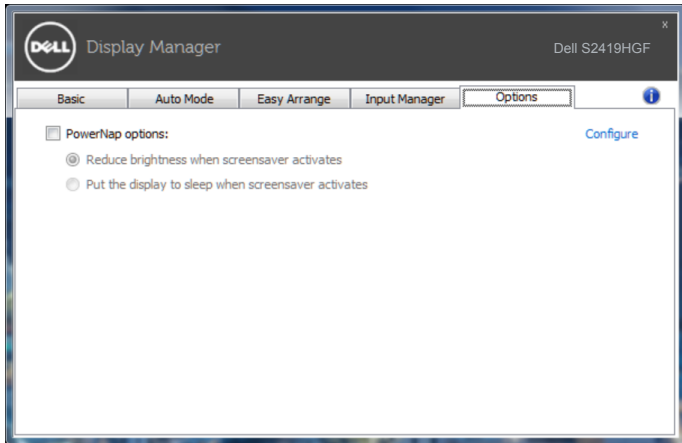 x
DELL Display Manager Dell S2419HGF
Basic Auto Mode Easy Arrange Input Manager Options i
PowerNap options: Configure
Reduce brightness when screensaver activates
Put the display to sleep when screensaver activates